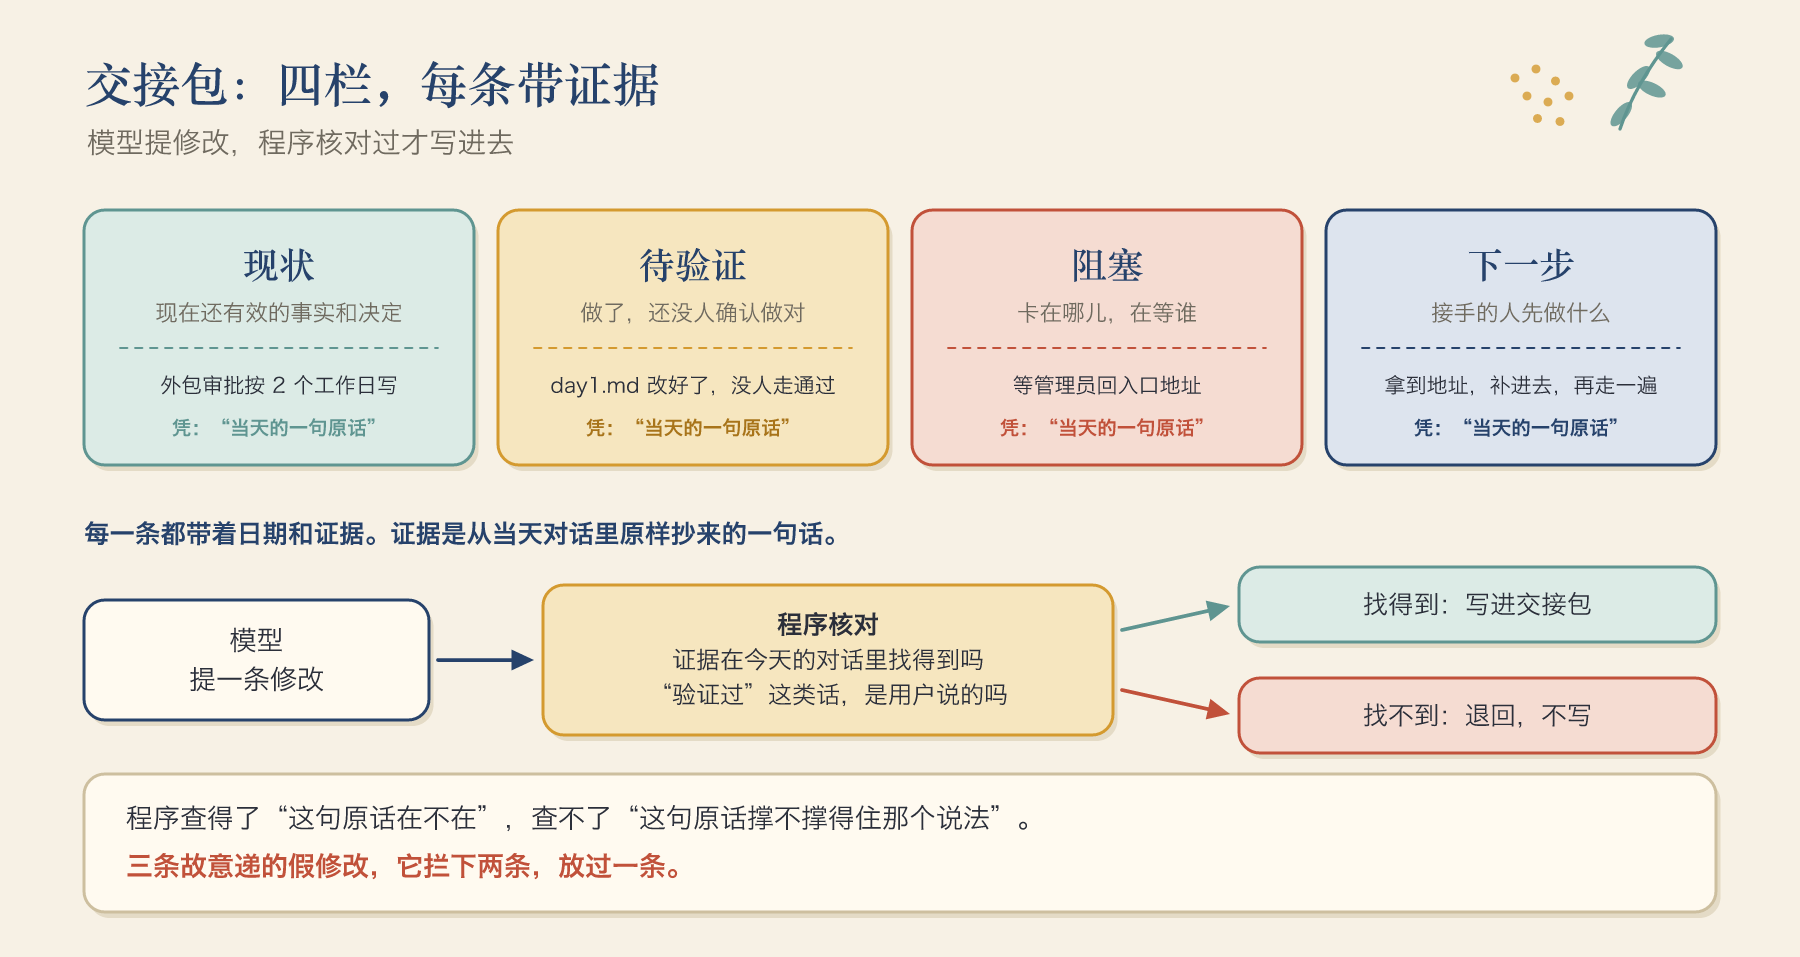 交接包：四栏，每条带证据
模型提修改，程序核对过才写进去
现状
现在还有效的事实和决定
外包审批按 2 个工作日写
凭：“当天的一句原话”
待验证
做了，还没人确认做对
day1.md 改好了，没人走通过
凭：“当天的一句原话”
阻塞
卡在哪儿，在等谁
等管理员回入口地址
凭：“当天的一句原话”
下一步
接手的人先做什么
拿到地址，补进去，再走一遍
凭：“当天的一句原话”
每一条都带着日期和证据。证据是从当天对话里原样抄来的一句话。
模型
提一条修改
程序核对
证据在今天的对话里找得到吗
“验证过”这类话，是用户说的吗
找得到：写进交接包
找不到：退回，不写
程序查得了“这句原话在不在”，查不了“这句原话撑不撑得住那个说法”。
三条故意递的假修改，它拦下两条，放过一条。